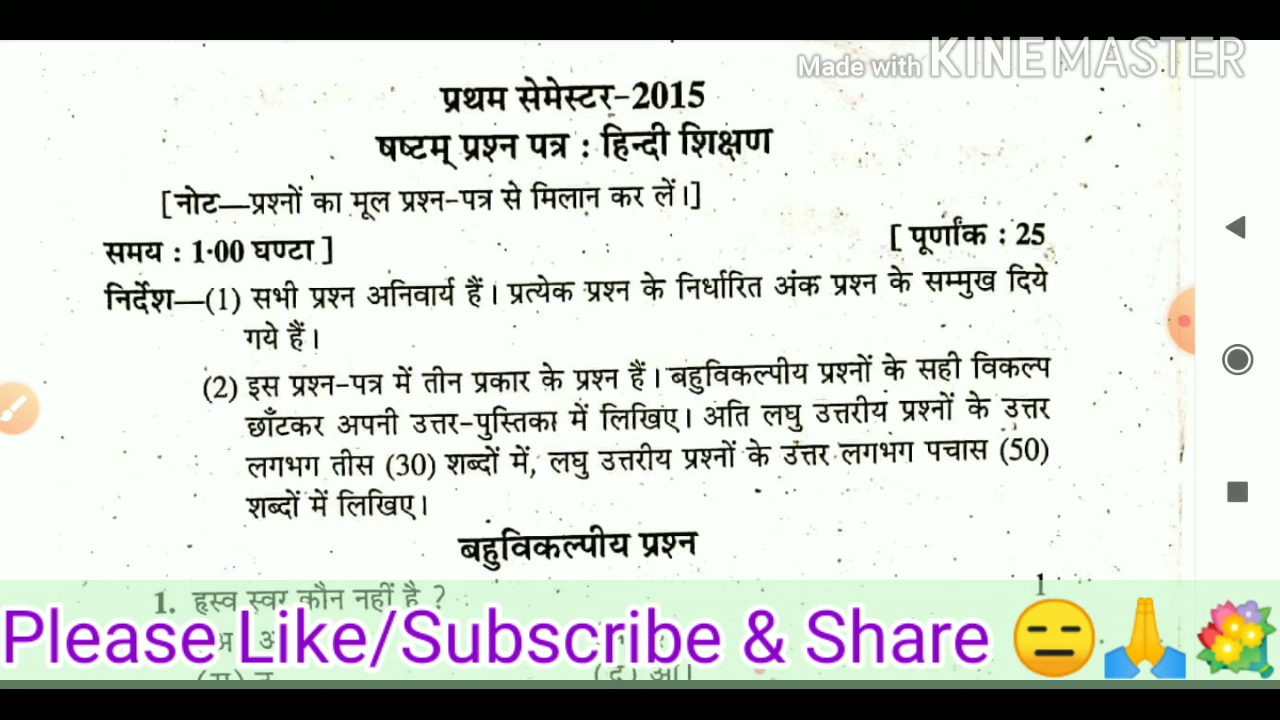 Made with KINEMASTER
प्रथम सेमेस्टर-2015
षष्टम् प्रश्न पत्र : हिन्दी शिक्षण
[नोट—प्रश्नों का मूल प्रश्न-पत्र से मिलान कर लें।]
समय : 1·00 घण्टा ]
[ पूर्णांक : 25
निर्देश—(1) सभी प्रश्न अनिवार्य हैं। प्रत्येक प्रश्न के निर्धारित अंक प्रश्न के सम्मुख दिये
गये हैं।
(2) इस प्रश्न-पत्र में तीन प्रकार के प्रश्न हैं। बहुविकल्पीय प्रश्नों के सही विकल्प
छाँटकर अपनी उत्तर-पुस्तिका में लिखिए। अति लघु उत्तरीय प्रश्नों के उत्तर
लगभग तीस (30) शब्दों में, लघु उत्तरीय प्रश्नों के उत्तर लगभग पचास (50)
शब्दों में लिखिए।
बहुविकल्पीय प्रश्न
1. हृस्व स्वर कौन नहीं है ? 1
Please Like/Subscribe & Share